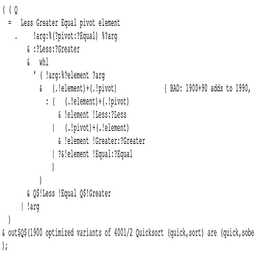 ( ( Q
= Less Greater Equal pivot element
. !arg:%(?pivot:?Equal) %?arg
& :?Less:?Greater
& whl
' ( !arg:%?element ?arg
& (.!element)+(.!pivot) { BAD: 1900+90 adds to 1990,
: ( (.!element)+(.!pivot)
& !element !Less:?Less
| (.!pivot)+(.!element)
& !element !Greater:?Greater
| ?&!element !Equal:?Equal
)
)
& Q$!Less !Equal Q$!Greater
| !arg
)
& out$Q$(1900 optimized variants of 4001/2 Quicksort (quick,sort) are (quick,sobe
);